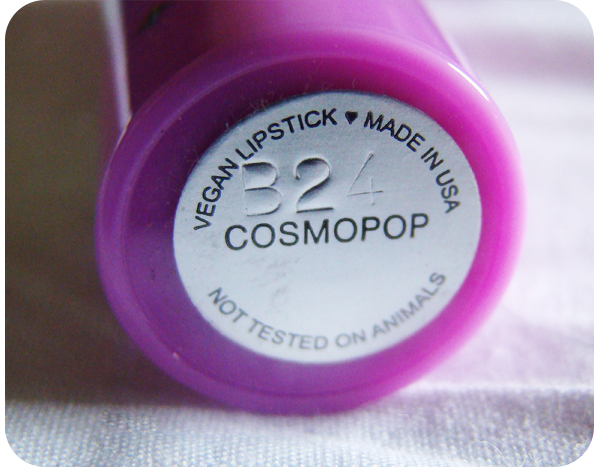 VEGAN LIPSTICK ♥ MADE IN USA
B24
COSMOPOP
NOT TESTED ON ANIMALS